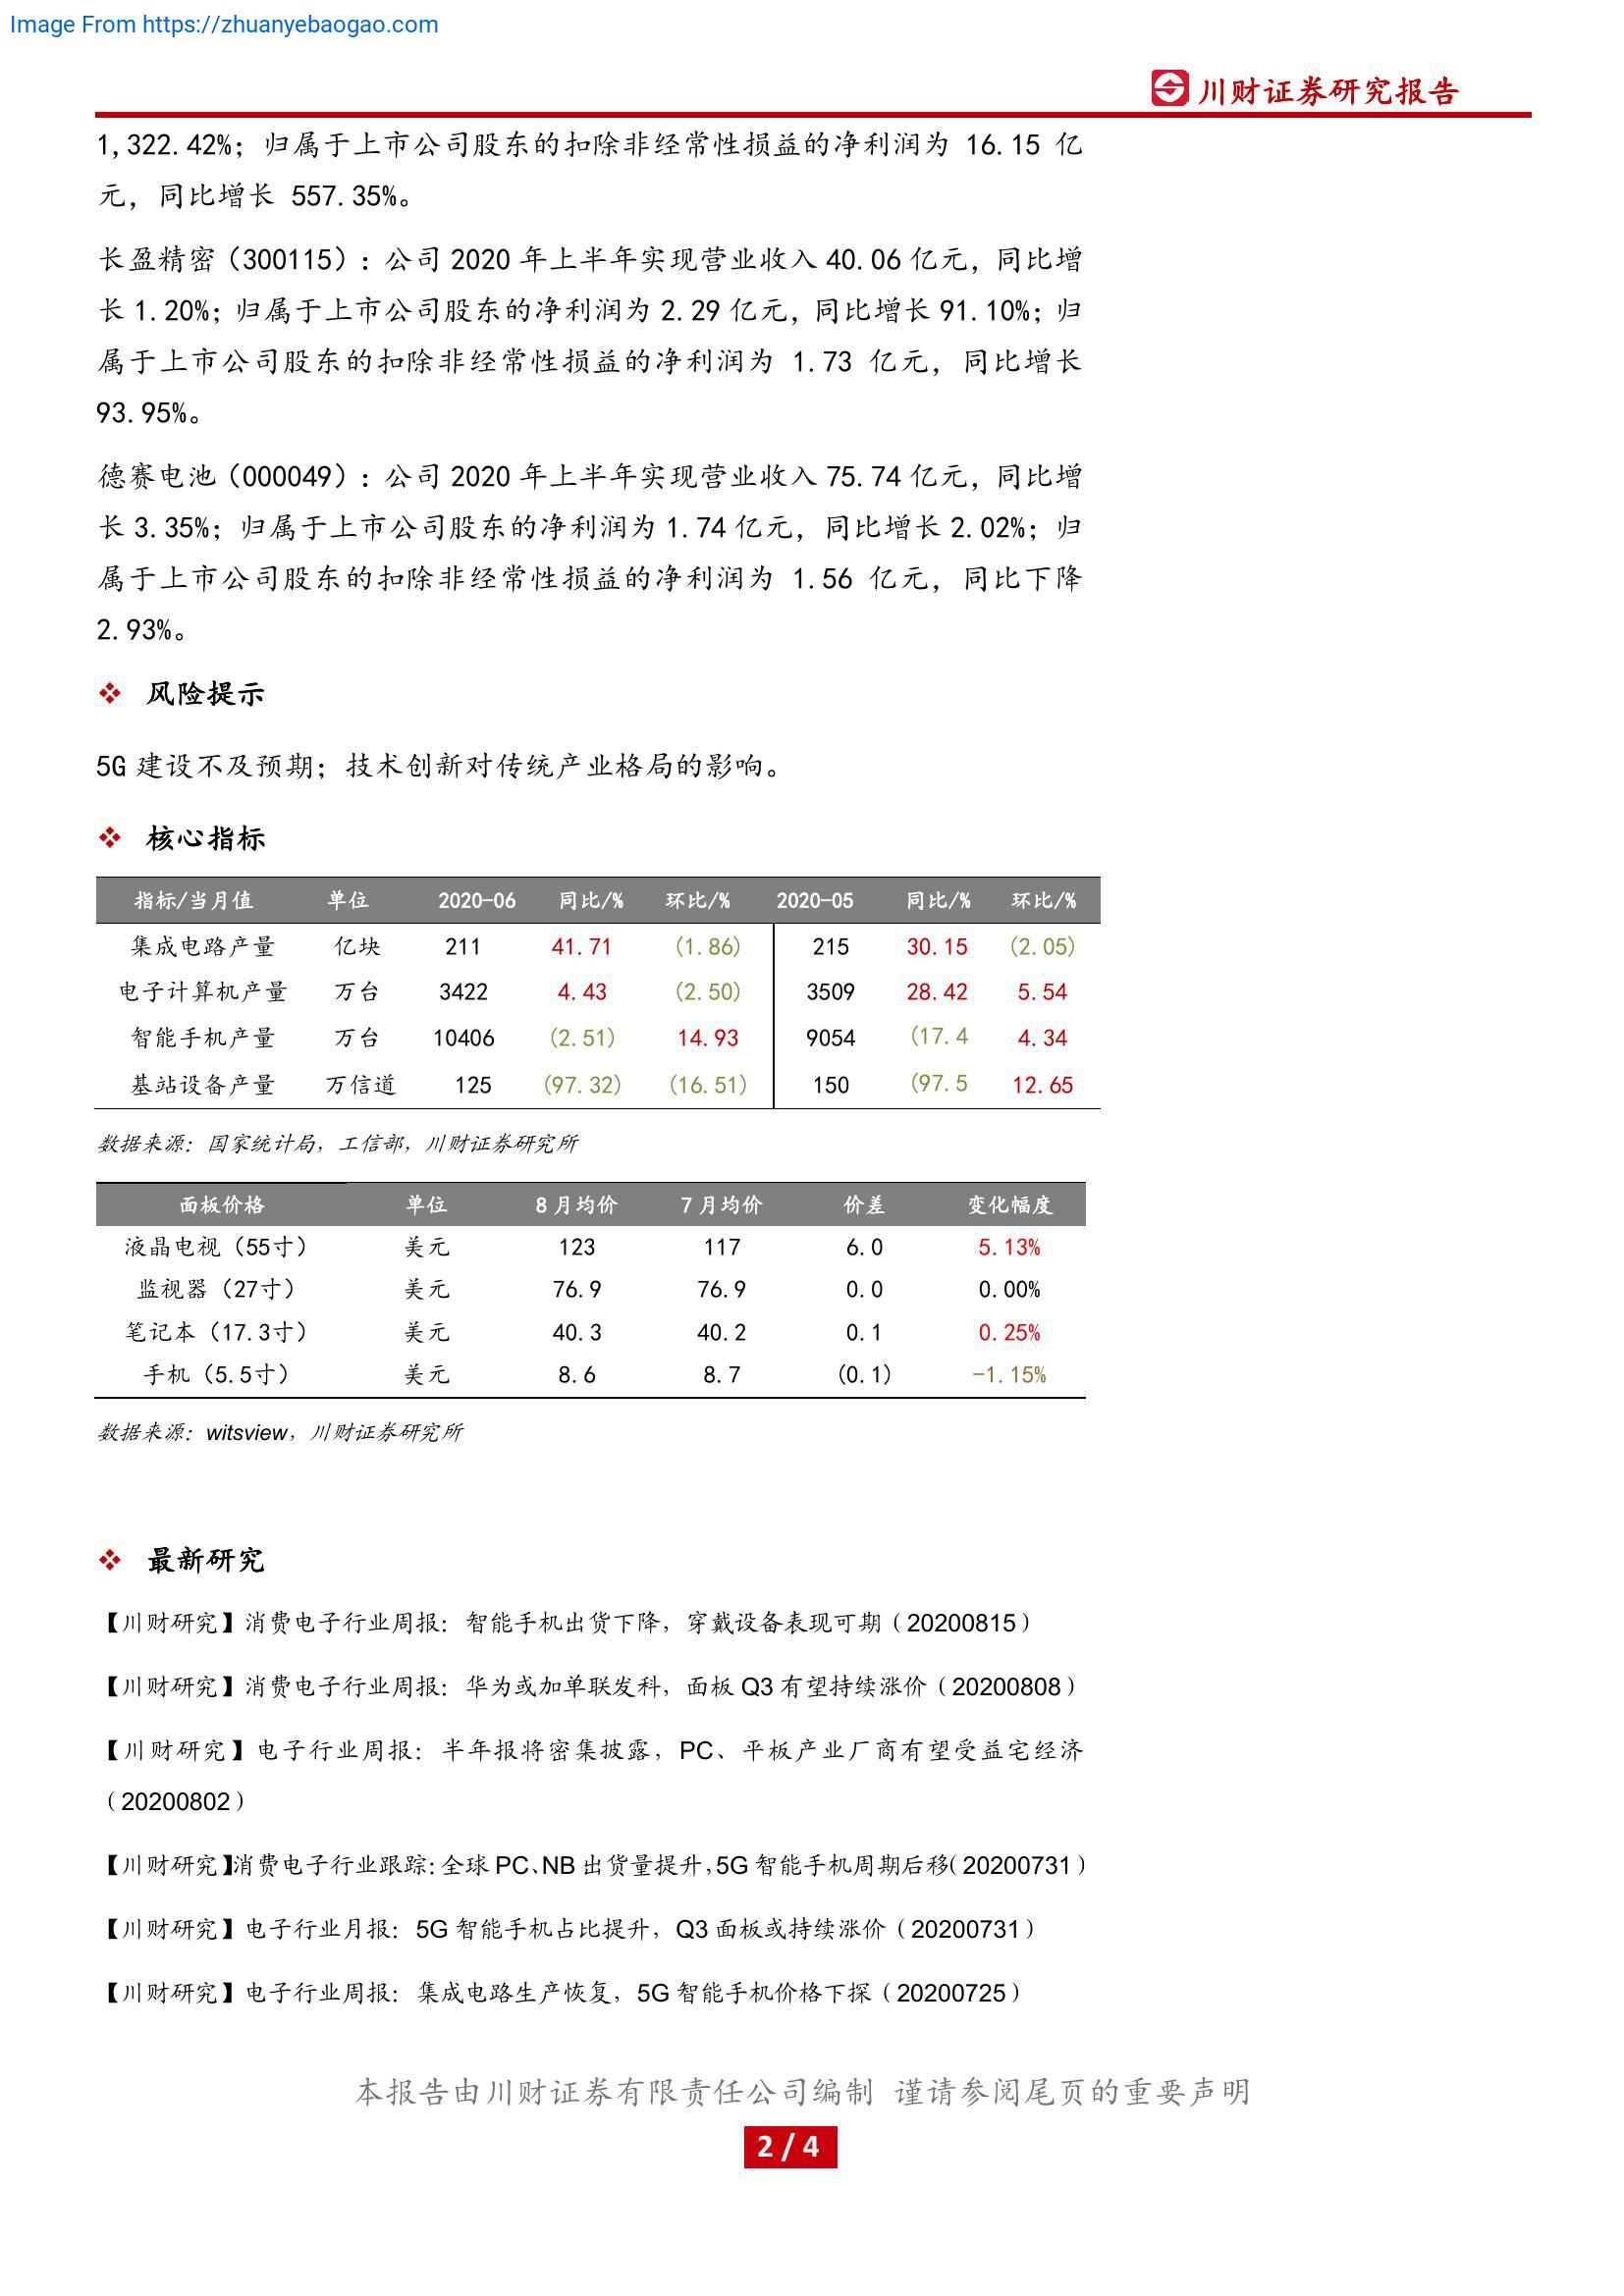 Image From https://zhuanyebaogao.com
川财证券研究报告
1,322.42%；归属于上市公司股东的扣除非经常性损益的净利润为 16.15 亿
元，同比增长 557.35%。
长盈精密（300115）：公司 2020 年上半年实现营业收入 40.06 亿元，同比增
长 1.20%；归属于上市公司股东的净利润为 2.29 亿元，同比增长 91.10%；归
属于上市公司股东的扣除非经常性损益的净利润为 1.73 亿元，同比增长
93.95%。
德赛电池（000049）：公司 2020 年上半年实现营业收入 75.74 亿元，同比增
长 3.35%；归属于上市公司股东的净利润为 1.74 亿元，同比增长 2.02%；归
属于上市公司股东的扣除非经常性损益的净利润为 1.56 亿元，同比下降
2.93%。
❖ 风险提示
5G 建设不及预期；技术创新对传统产业格局的影响。
❖ 核心指标
指标/当月值 单位 2020-06 同比/% 环比/% 2020-05 同比/% 环比/%
集成电路产量 亿块 211 41.71 (1.86) 215 30.15 (2.05)
电子计算机产量 万台 3422 4.43 (2.50) 3509 28.42 5.54
智能手机产量 万台 10406 (2.51) 14.93 9054 (17.4 4.34
基站设备产量 万信道 125 (97.32) (16.51) 150 (97.5 12.65
数据来源：国家统计局，工信部，川财证券研究所
面板价格 单位 8 月均价 7 月均价 价差 变化幅度
液晶电视（55寸） 美元 123 117 6.0 5.13%
监视器（27寸） 美元 76.9 76.9 0.0 0.00%
笔记本（17.3寸） 美元 40.3 40.2 0.1 0.25%
手机（5.5寸） 美元 8.6 8.7 (0.1) -1.15%
数据来源：witsview，川财证券研究所
❖ 最新研究
【川财研究】消费电子行业周报：智能手机出货下降，穿戴设备表现可期（20200815）
【川财研究】消费电子行业周报：华为或加单联发科，面板 Q3 有望持续涨价（20200808）
【川财研究】电子行业周报：半年报将密集披露，PC、平板产业厂商有望受益宅经济
（20200802）
【川财研究】消费电子行业跟踪：全球 PC、NB 出货量提升，5G 智能手机周期后移（20200731）
【川财研究】电子行业月报：5G 智能手机占比提升，Q3 面板或持续涨价（20200731）
【川财研究】电子行业周报：集成电路生产恢复，5G 智能手机价格下探（20200725）
本报告由川财证券有限责任公司编制 谨请参阅尾页的重要声明
2 / 4